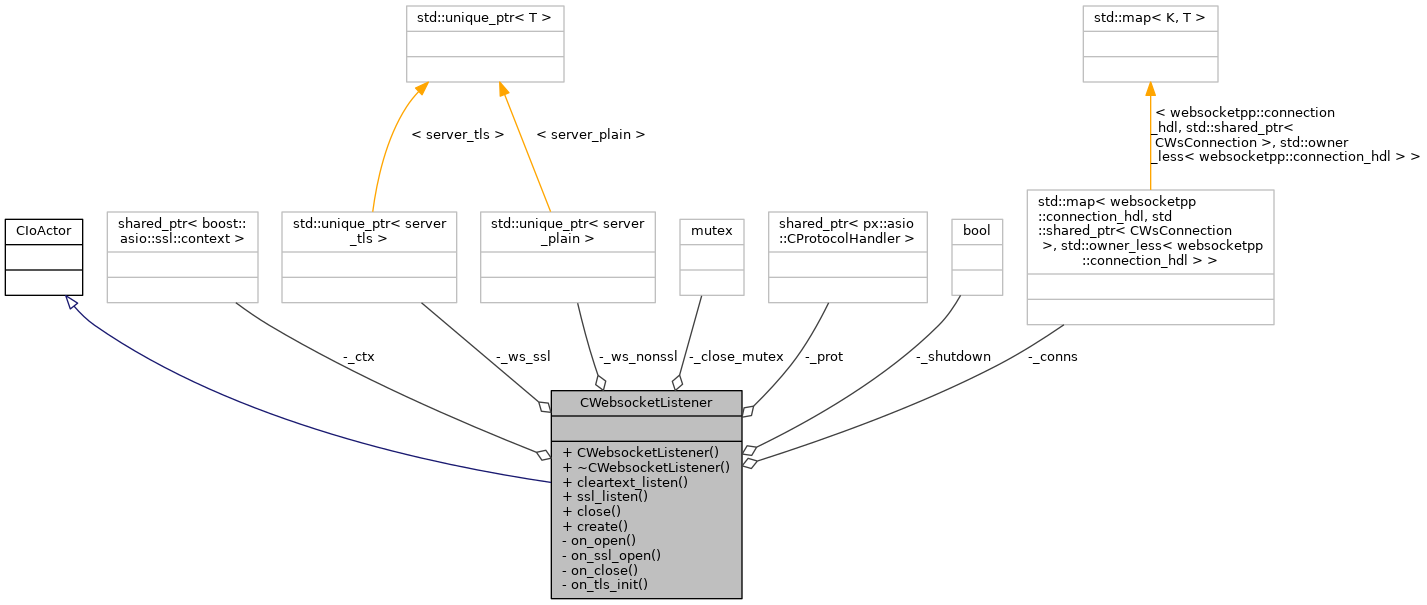 std::unique_ptr< T >
std::map< K, T >
< server_tls >
< server_plain >
< websocketpp::connection
_hdl, std::shared_ptr<
CWsConnection >, std::owner
_less< websocketpp::connection_hdl > >
CIoActor
shared_ptr< boost::
asio::ssl::context >
std::unique_ptr< server
_tls >
std::unique_ptr< server
_plain >
mutex
shared_ptr< px::asio
::CProtocolHandler >
bool
std::map< websocketpp
::connection_hdl, std
::shared_ptr< CWsConnection
>, std::owner_less< websocketpp
::connection_hdl > >
-_ctx
-_ws_ssl
-_ws_nonssl
-_close_mutex
-_prot
-_shutdown
-_conns
CWebsocketListener
+ CWebsocketListener()
+ ~CWebsocketListener()
+ cleartext_listen()
+ ssl_listen()
+ close()
+ create()
- on_open()
- on_ssl_open()
- on_close()
- on_tls_init()